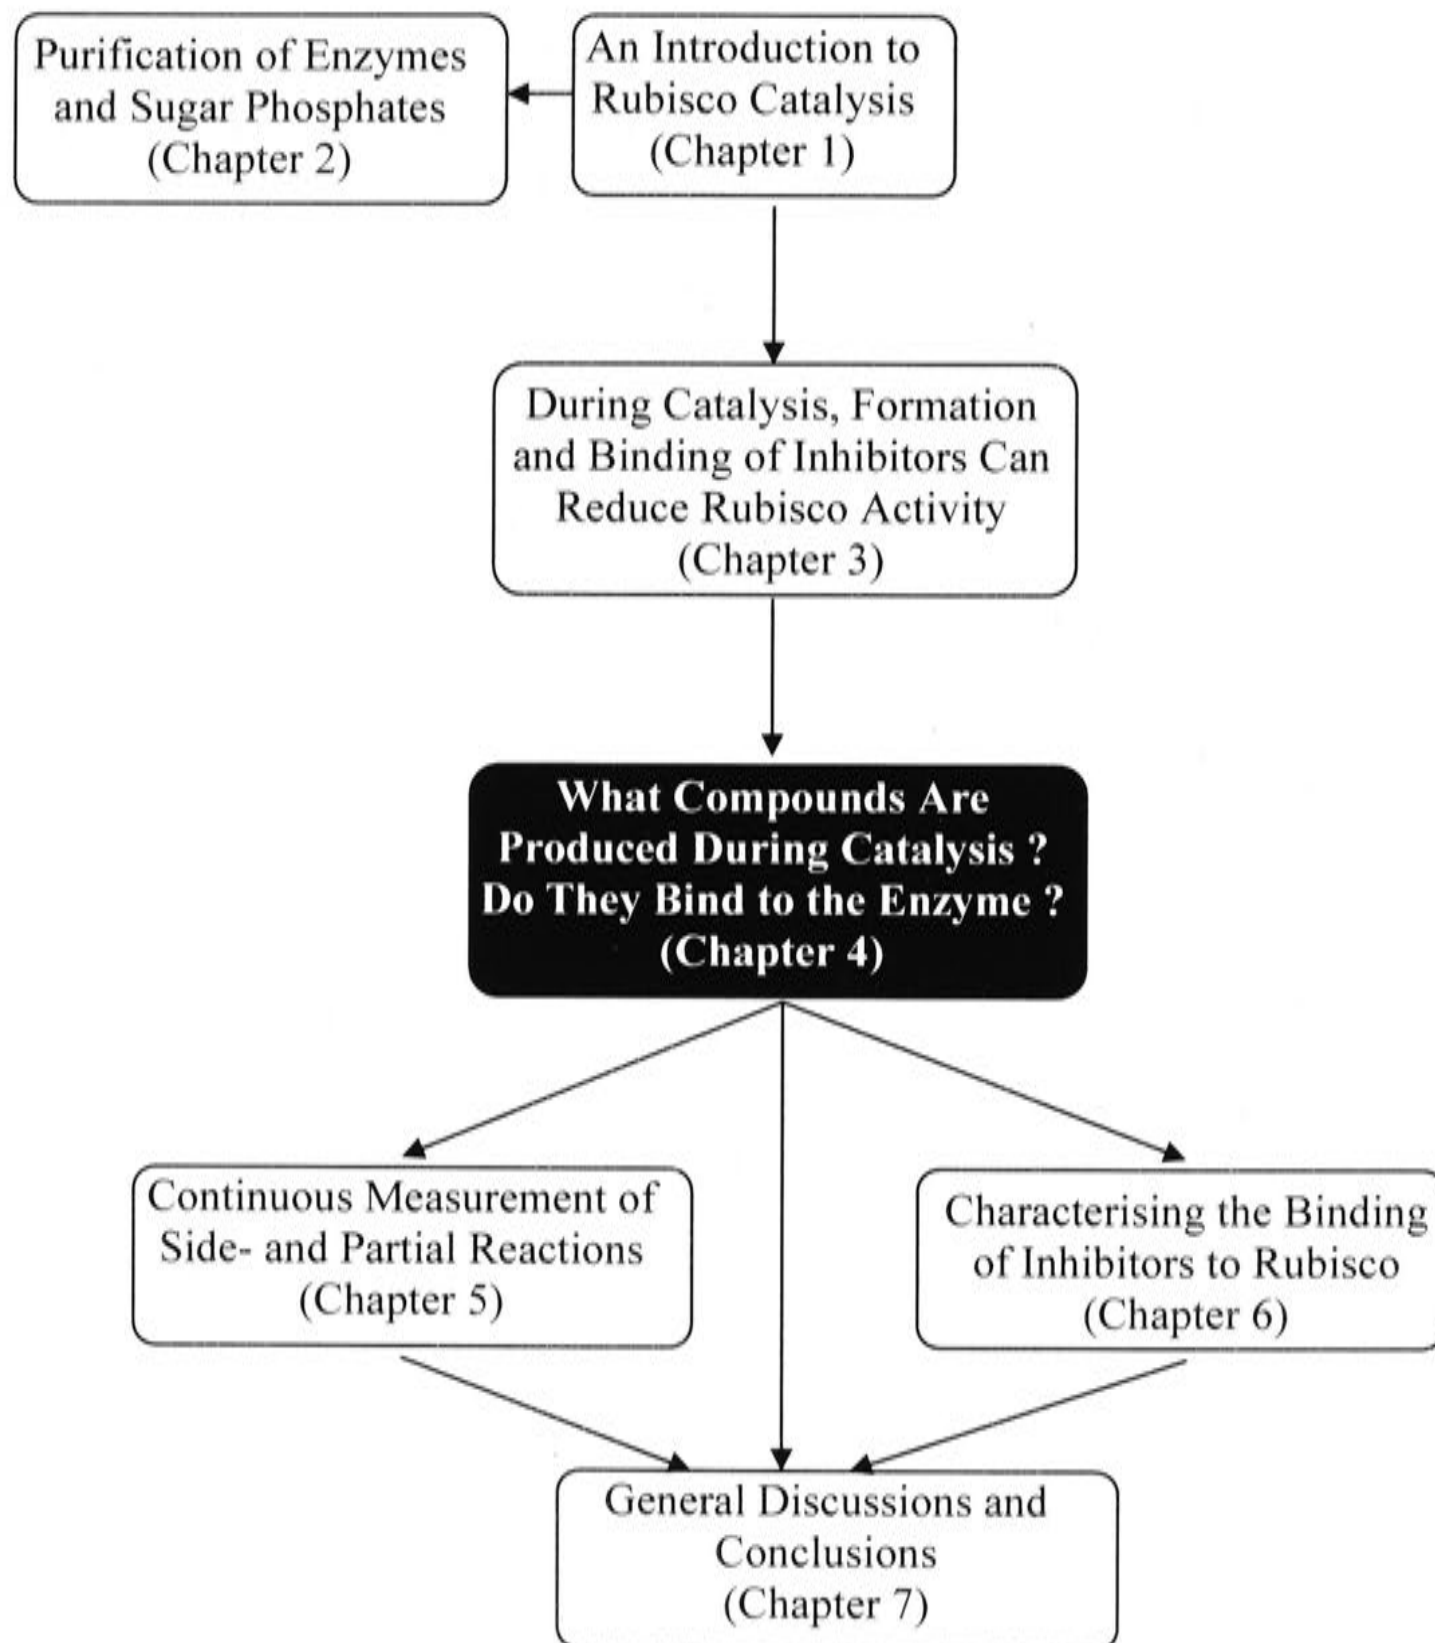 Purification of Enzymes
and Sugar Phosphates
(Chapter 2)
An Introduction to
Rubisco Catalysis
(Chapter 1)
During Catalysis, Formation
and Binding of Inhibitors Can
Reduce Rubisco Activity
(Chapter 3)
What Compounds Are
Produced During Catalysis ?
Do They Bind to the Enzyme ?
(Chapter 4)
Continuous Measurement of
Side- and Partial Reactions
(Chapter 5)
Characterising the Binding
of Inhibitors to Rubisco
(Chapter 6)
General Discussions and
Conclusions
(Chapter 7)